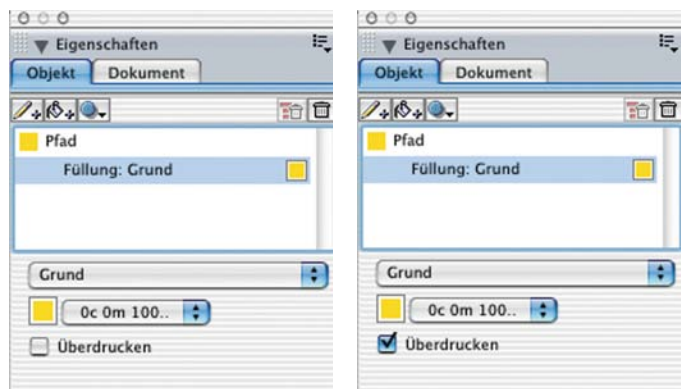 Eigenschaften
Objekt Dokument
Pfad
Füllung: Grund
Grund
0c 0m 100..
Überdrucken
Eigenschaften
Objekt Dokument
Pfad
Füllung: Grund
Grund
0c 0m 100..
Überdrucken